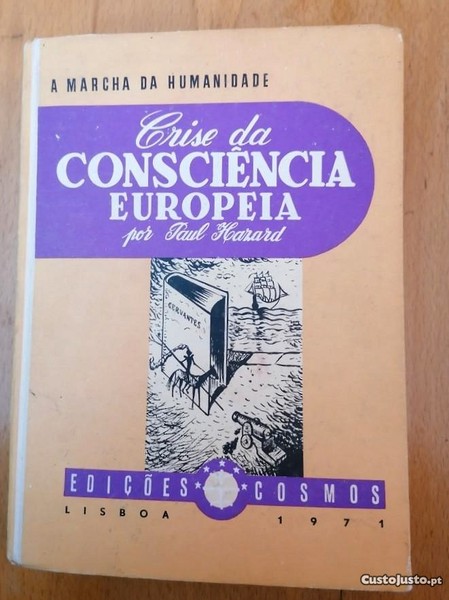 A MARCHA DA HUMANIDADE
Crise da
CONSCIÊNCIA
EUROPEIA
por Paul Hazard
CERVANTES
EDIÇÕES COSMOS
LISBOA 1971
CustoJusto.pt